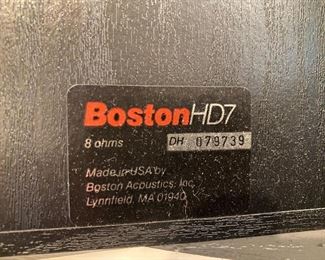 BostonHD7
8 ohms DH 079739
Made in USA by
Boston Acoustics, Inc.
Lynnfield, MA 01940